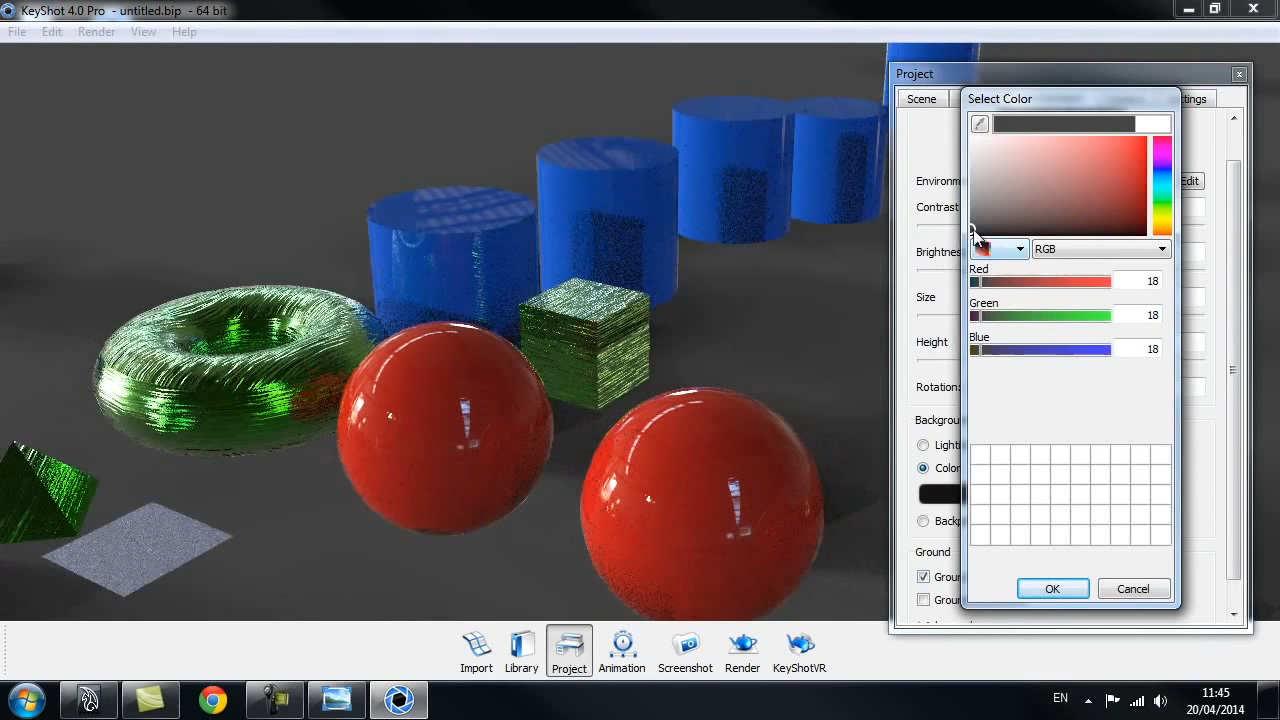 KeyShot 4.0 Pro - untitled.bip - 64 bit
File Edit Render View Help
Project
Scene
ttings
Select Color
Environm
Edit
Contrast
Brightnes
RGB
Red
18
Size
Green
18
Height
Blue
18
Rotation:
Backgrou
Lighti
Color
Backp
Ground
Groun
Groun
OK
Cancel
Import Library Project Animation Screenshot Render KeyShotVR
EN
11:45
20/04/2014